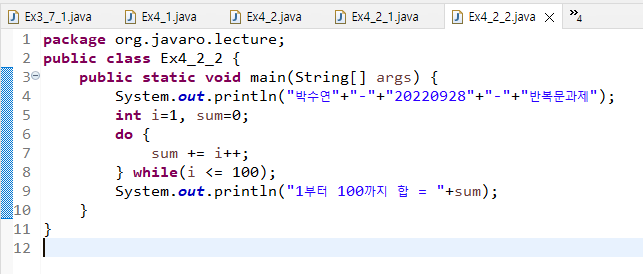 Ex3_7_1.java Ex4_1.java Ex4_2.java Ex4_2_1.java Ex4_2_2.java »4
1 package org.javaro.lecture;
2 public class Ex4_2_2 {
3 public static void main(String[] args) {
4 System.out.println("박수연"+"-"+"20220928"+"-"+"반복문과제");
5 int i=1, sum=0;
6 do {
7 sum += i++;
8 } while(i <= 100);
9 System.out.println("1부터 100까지 합 = "+sum);
10 }
11 }
12